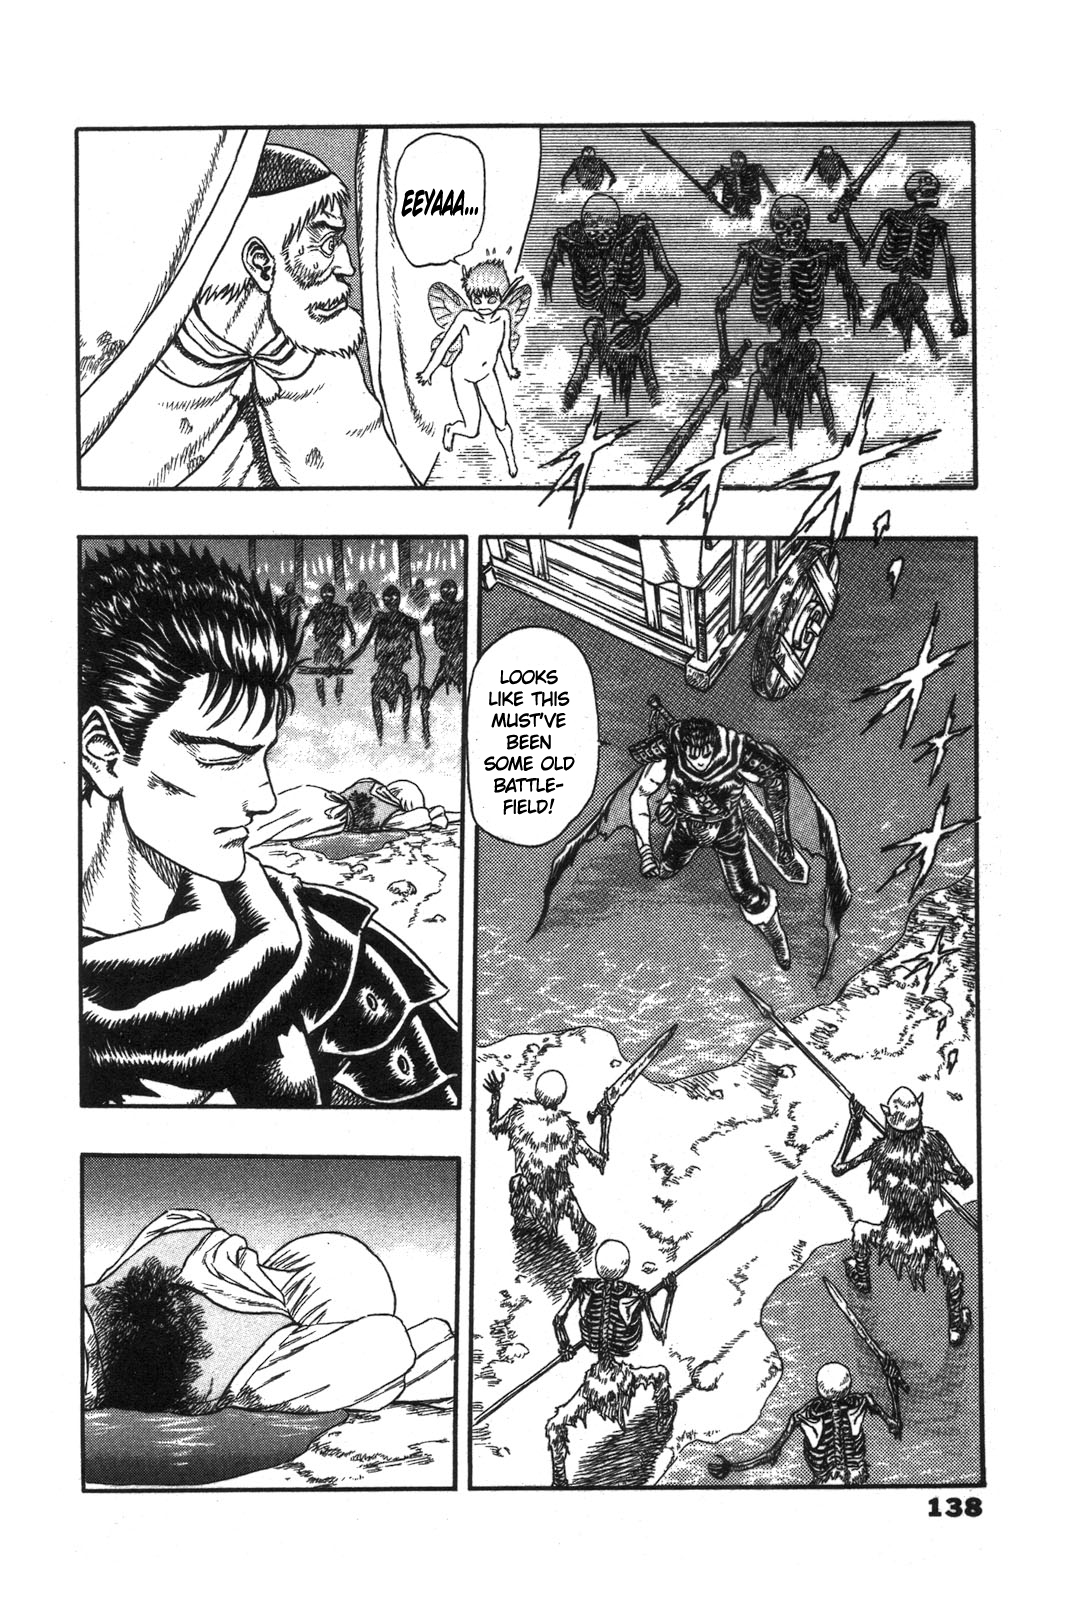 EEYAAA...
LOOKS
LIKE THIS
MUST'VE
BEEN
SOME OLD
BATTLE-
FIELD!
138